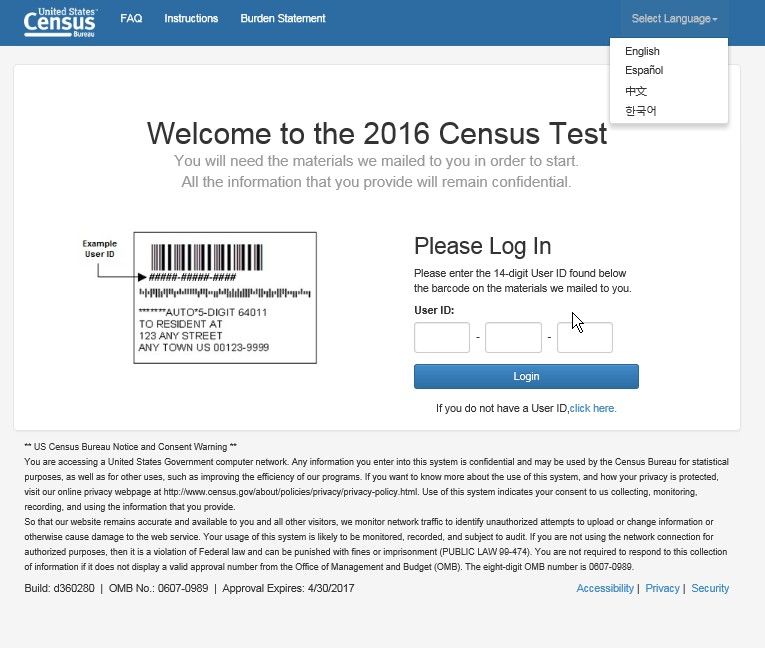 United States®
Census
Bureau
FAQ Instructions Burden Statement Select Language
English
Español
中文
한국어
Welcome to the 2016 Census Test
You will need the materials we mailed to you in order to start.
All the information that you provide will remain confidential.
Example
User ID
#####-#####-####
*******AUTO*5-DIGIT 64011
TO RESIDENT AT
123 ANY STREET
ANY TOWN US 00123-9999
Please Log In
Please enter the 14-digit User ID found below
the barcode on the materials we mailed to you.
User ID:
- -
Login
If you do not have a User ID,click here.
** US Census Bureau Notice and Consent Warning **
You are accessing a United States Government computer network. Any information you enter into this system is confidential and may be used by the Census Bureau for statistical
purposes, as well as for other uses, such as improving the efficiency of our programs. If you want to know more about the use of this system, and how your privacy is protected,
visit our online privacy webpage at http://www.census.gov/about/policies/privacy/privacy-policy.html. Use of this system indicates your consent to us collecting, monitoring,
recording, and using the information that you provide.
So that our website remains accurate and available to you and all other visitors, we monitor network traffic to identify unauthorized attempts to upload or change information or
otherwise cause damage to the web service. Your usage of this system is likely to be monitored, recorded, and subject to audit. If you are not using the network connection for
authorized purposes, then it is a violation of Federal law and can be punished with fines or imprisonment (PUBLIC LAW 99-474). You are not required to respond to this collection
of information if it does not display a valid approval number from the Office of Management and Budget (OMB). The eight-digit OMB number is 0607-0989.
Build: d360280 | OMB No.: 0607-0989 | Approval Expires: 4/30/2017 Accessibility | Privacy | Security